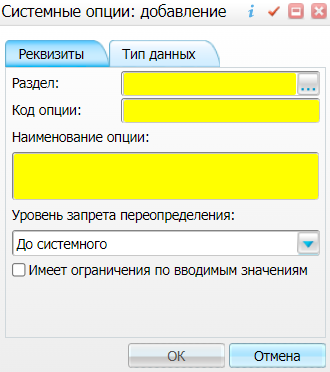 Системные опции: добавление
Реквизиты
Тип данных
Раздел:
...
Код опции:
Наименование опции:
Уровень запрета переопределения:
До системного
Имеет ограничения по вводимым значениям
ОК
Отмена